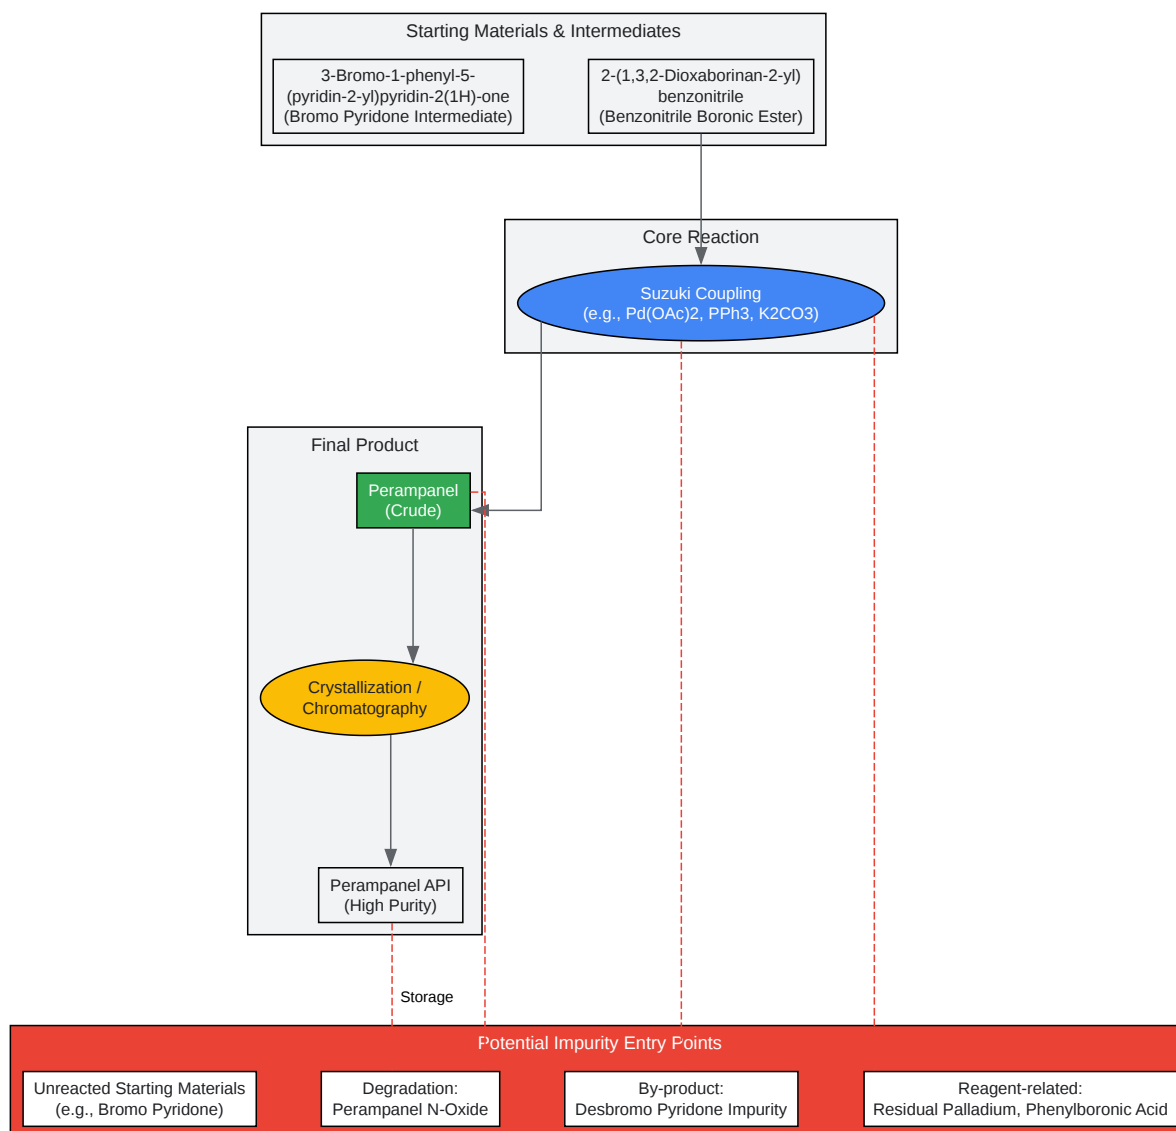 Starting Materials & Intermediates
3-Bromo-1-phenyl-5-
(pyridin-2-yl)pyridin-2(1H)-one
(Bromo Pyridone Intermediate)
2-(1,3,2-Dioxaborinan-2-yl)
benzonitrile
(Benzonitrile Boronic Ester)
Core Reaction
Suzuki Coupling
(e.g., Pd(OAc)2, PPh3, K2CO3)
Final Product
Perampanel
(Crude)
Crystallization /
Chromatography
Perampanel API
(High Purity)
Storage
Potential Impurity Entry Points
Unreacted Starting Materials
(e.g., Bromo Pyridone)
Degradation:
Perampanel N-Oxide
By-product:
Desbromo Pyridone Impurity
Reagent-related:
Residual Palladium, Phenylboronic Acid